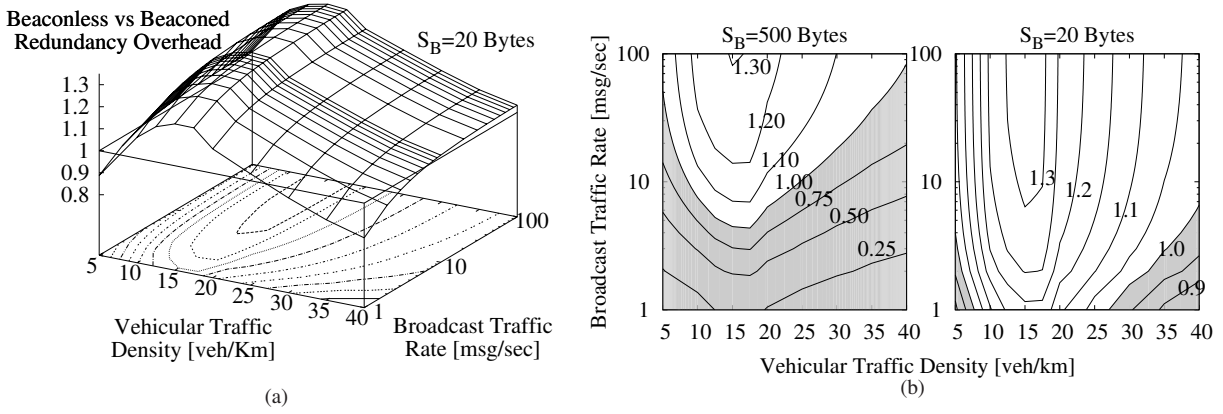 Beaconless vs Beaconed
Redundancy Overhead
S_B=20 Bytes
1.3
1.2
1.1
1
0.9
0.8
5
10
15
20
25
30
35
40
1
10
100
Vehicular Traffic
Density [veh/Km]
Broadcast Traffic
Rate [msg/sec]
(a)
S_B=500 Bytes
Broadcast Traffic Rate [msg/sec]
100
10
1
1.30
1.20
1.10
1.00
0.75
0.50
0.25
5 10 15 20 25 30 35 40
S_B=20 Bytes
100
10
1
1.3
1.2
1.1
1.0
0.9
5 10 15 20 25 30 35 40
Vehicular Traffic Density [veh/km]
(b)